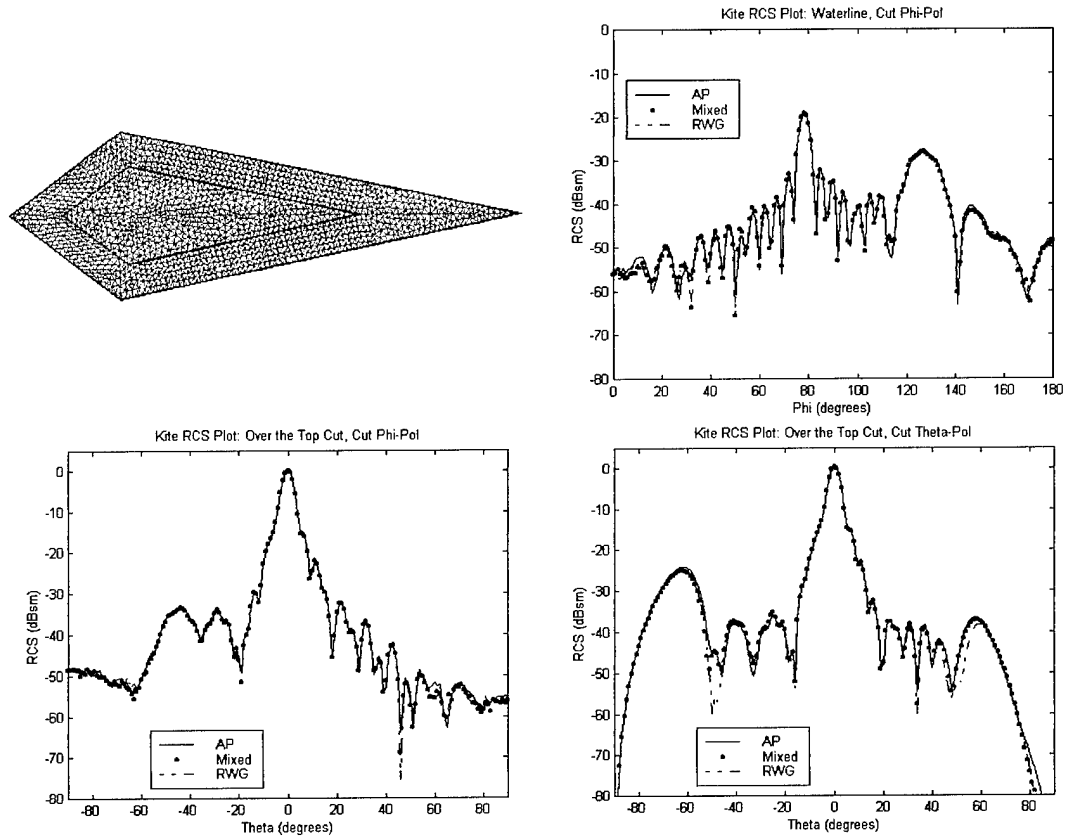 Kite RCS Plot: Waterline, Cut Phi-Pol
0
-10
-20
-30
-40
-50
-60
-70
-80
RCS (dBsm)
AP
Mixed
RWG
0 20 40 60 80 100 120 140 160 180
Phi (degrees)
Kite RCS Plot: Over the Top Cut, Cut Phi-Pol
0
-10
-20
-30
-40
-50
-60
-70
-80
RCS (dBsm)
AP
Mixed
RWG
-80 -60 -40 -20 0 20 40 60 80
Theta (degrees)
Kite RCS Plot: Over the Top Cut, Cut Theta-Pol
0
-10
-20
-30
-40
-50
-60
-70
-80
RCS (dBsm)
AP
Mixed
RWG
-80 -60 -40 -20 0 20 40 60 80
Theta (degrees)